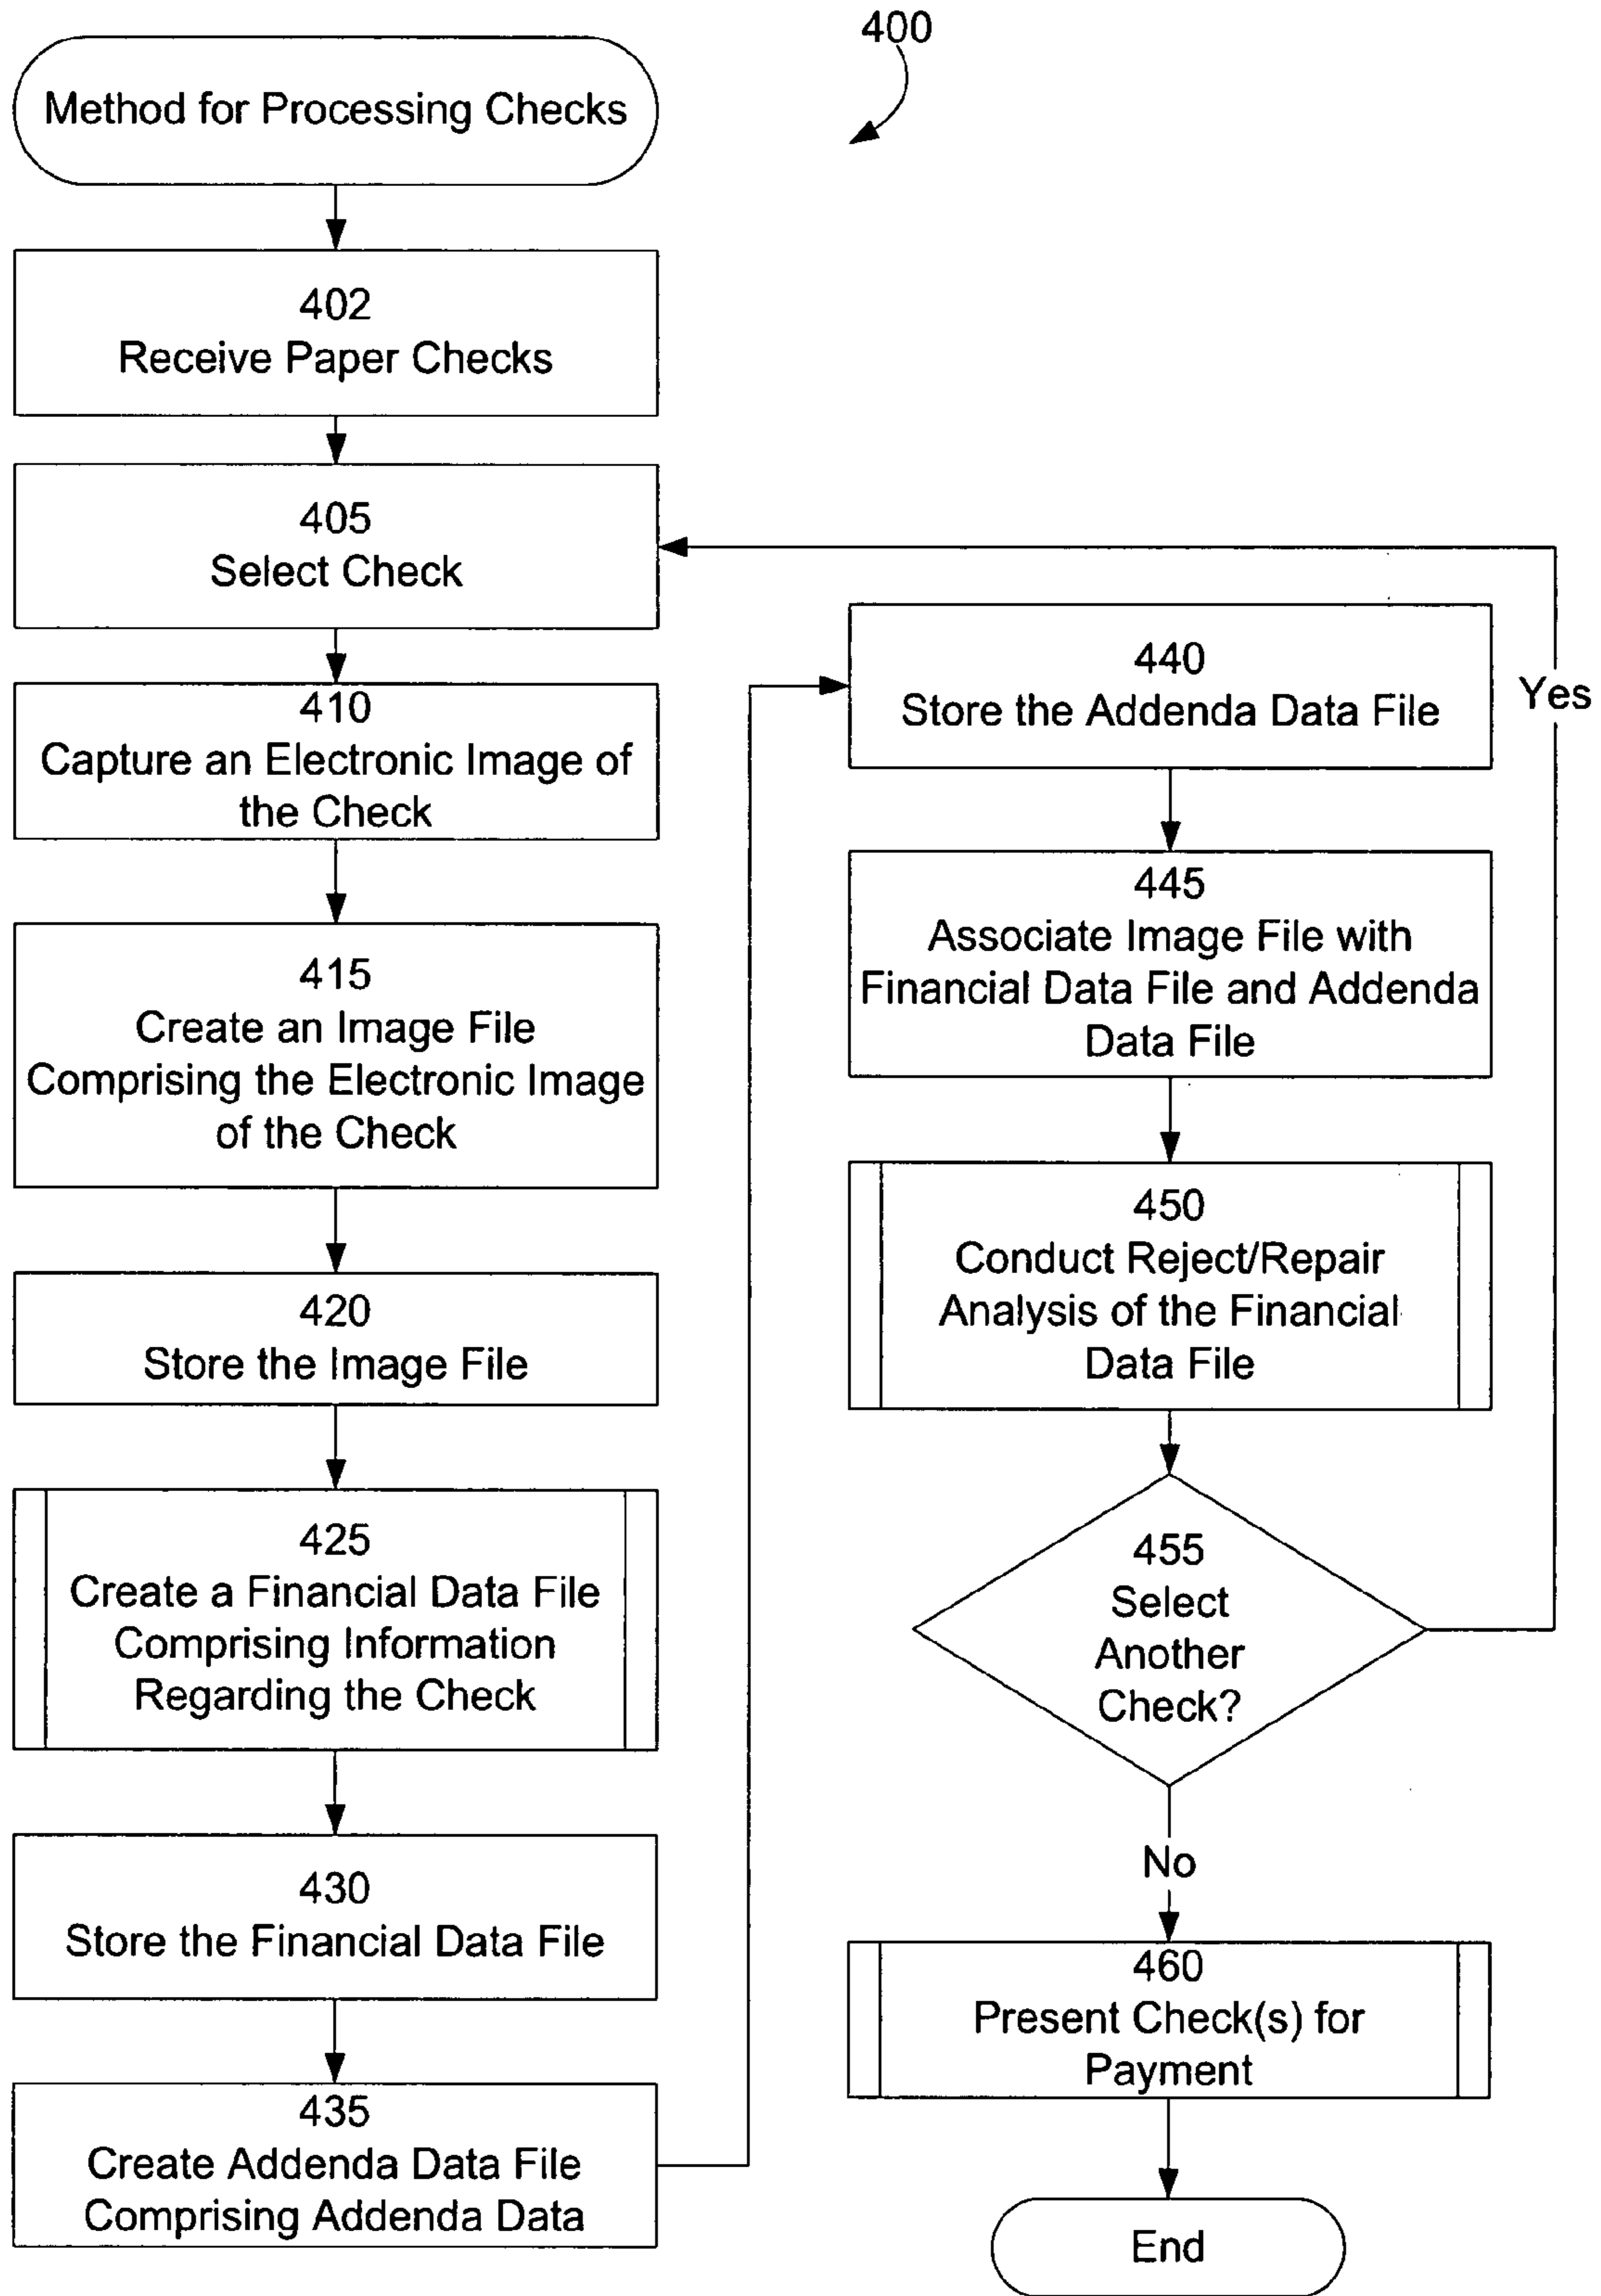 400
Method for Processing Checks
402
Receive Paper Checks
405
Select Check
410
Capture an Electronic Image of
the Check
415
Create an Image File
Comprising the Electronic Image
of the Check
420
Store the Image File
425
Create a Financial Data File
Comprising Information
Regarding the Check
430
Store the Financial Data File
435
Create Addenda Data File
Comprising Addenda Data
440
Store the Addenda Data File
Yes
445
Associate Image File with
Financial Data File and Addenda
Data File
450
Conduct Reject/Repair
Analysis of the Financial
Data File
455
Select
Another
Check?
No
460
Present Check(s) for
Payment
End